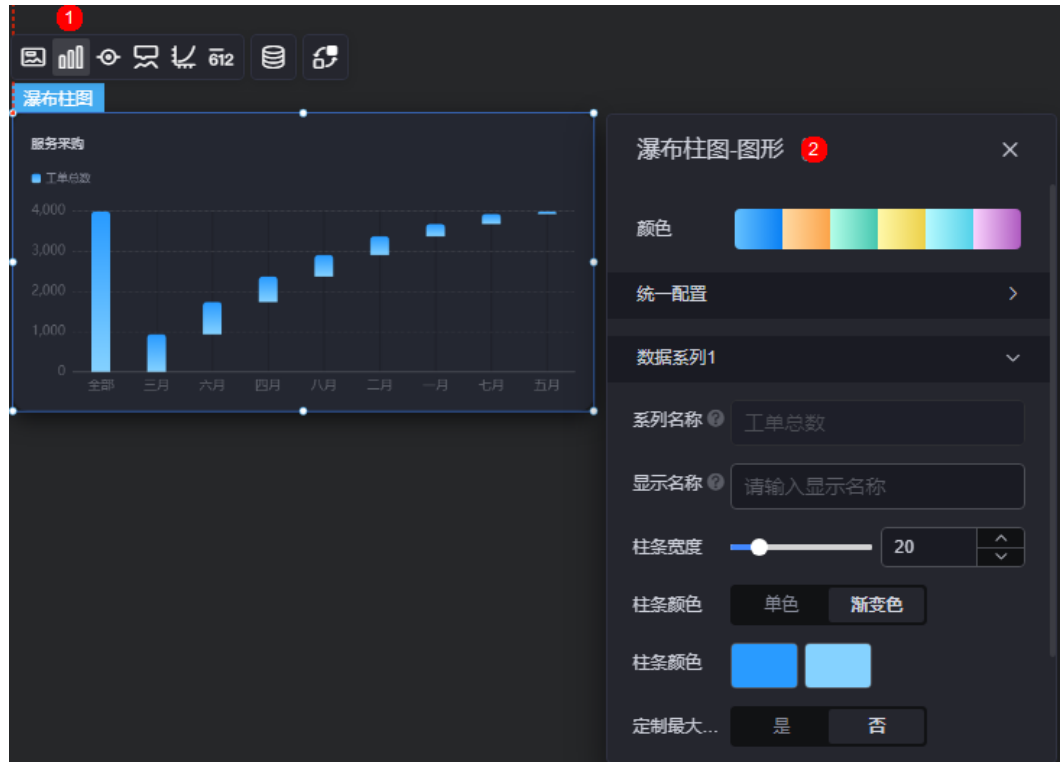 1
612
瀑布柱图
服务采购
工单总数
4,000
3,000
2,000
1,000
0
全部 三月 六月 四月 八月 二月 一月 七月 五月
瀑布柱图-图形 2
颜色
统一配置
数据系列1
系列名称 ? 工单总数
显示名称 ? 请输入显示名称
柱条宽度 20
柱条颜色 单色 渐变色
柱条颜色
定制最大... 是 否